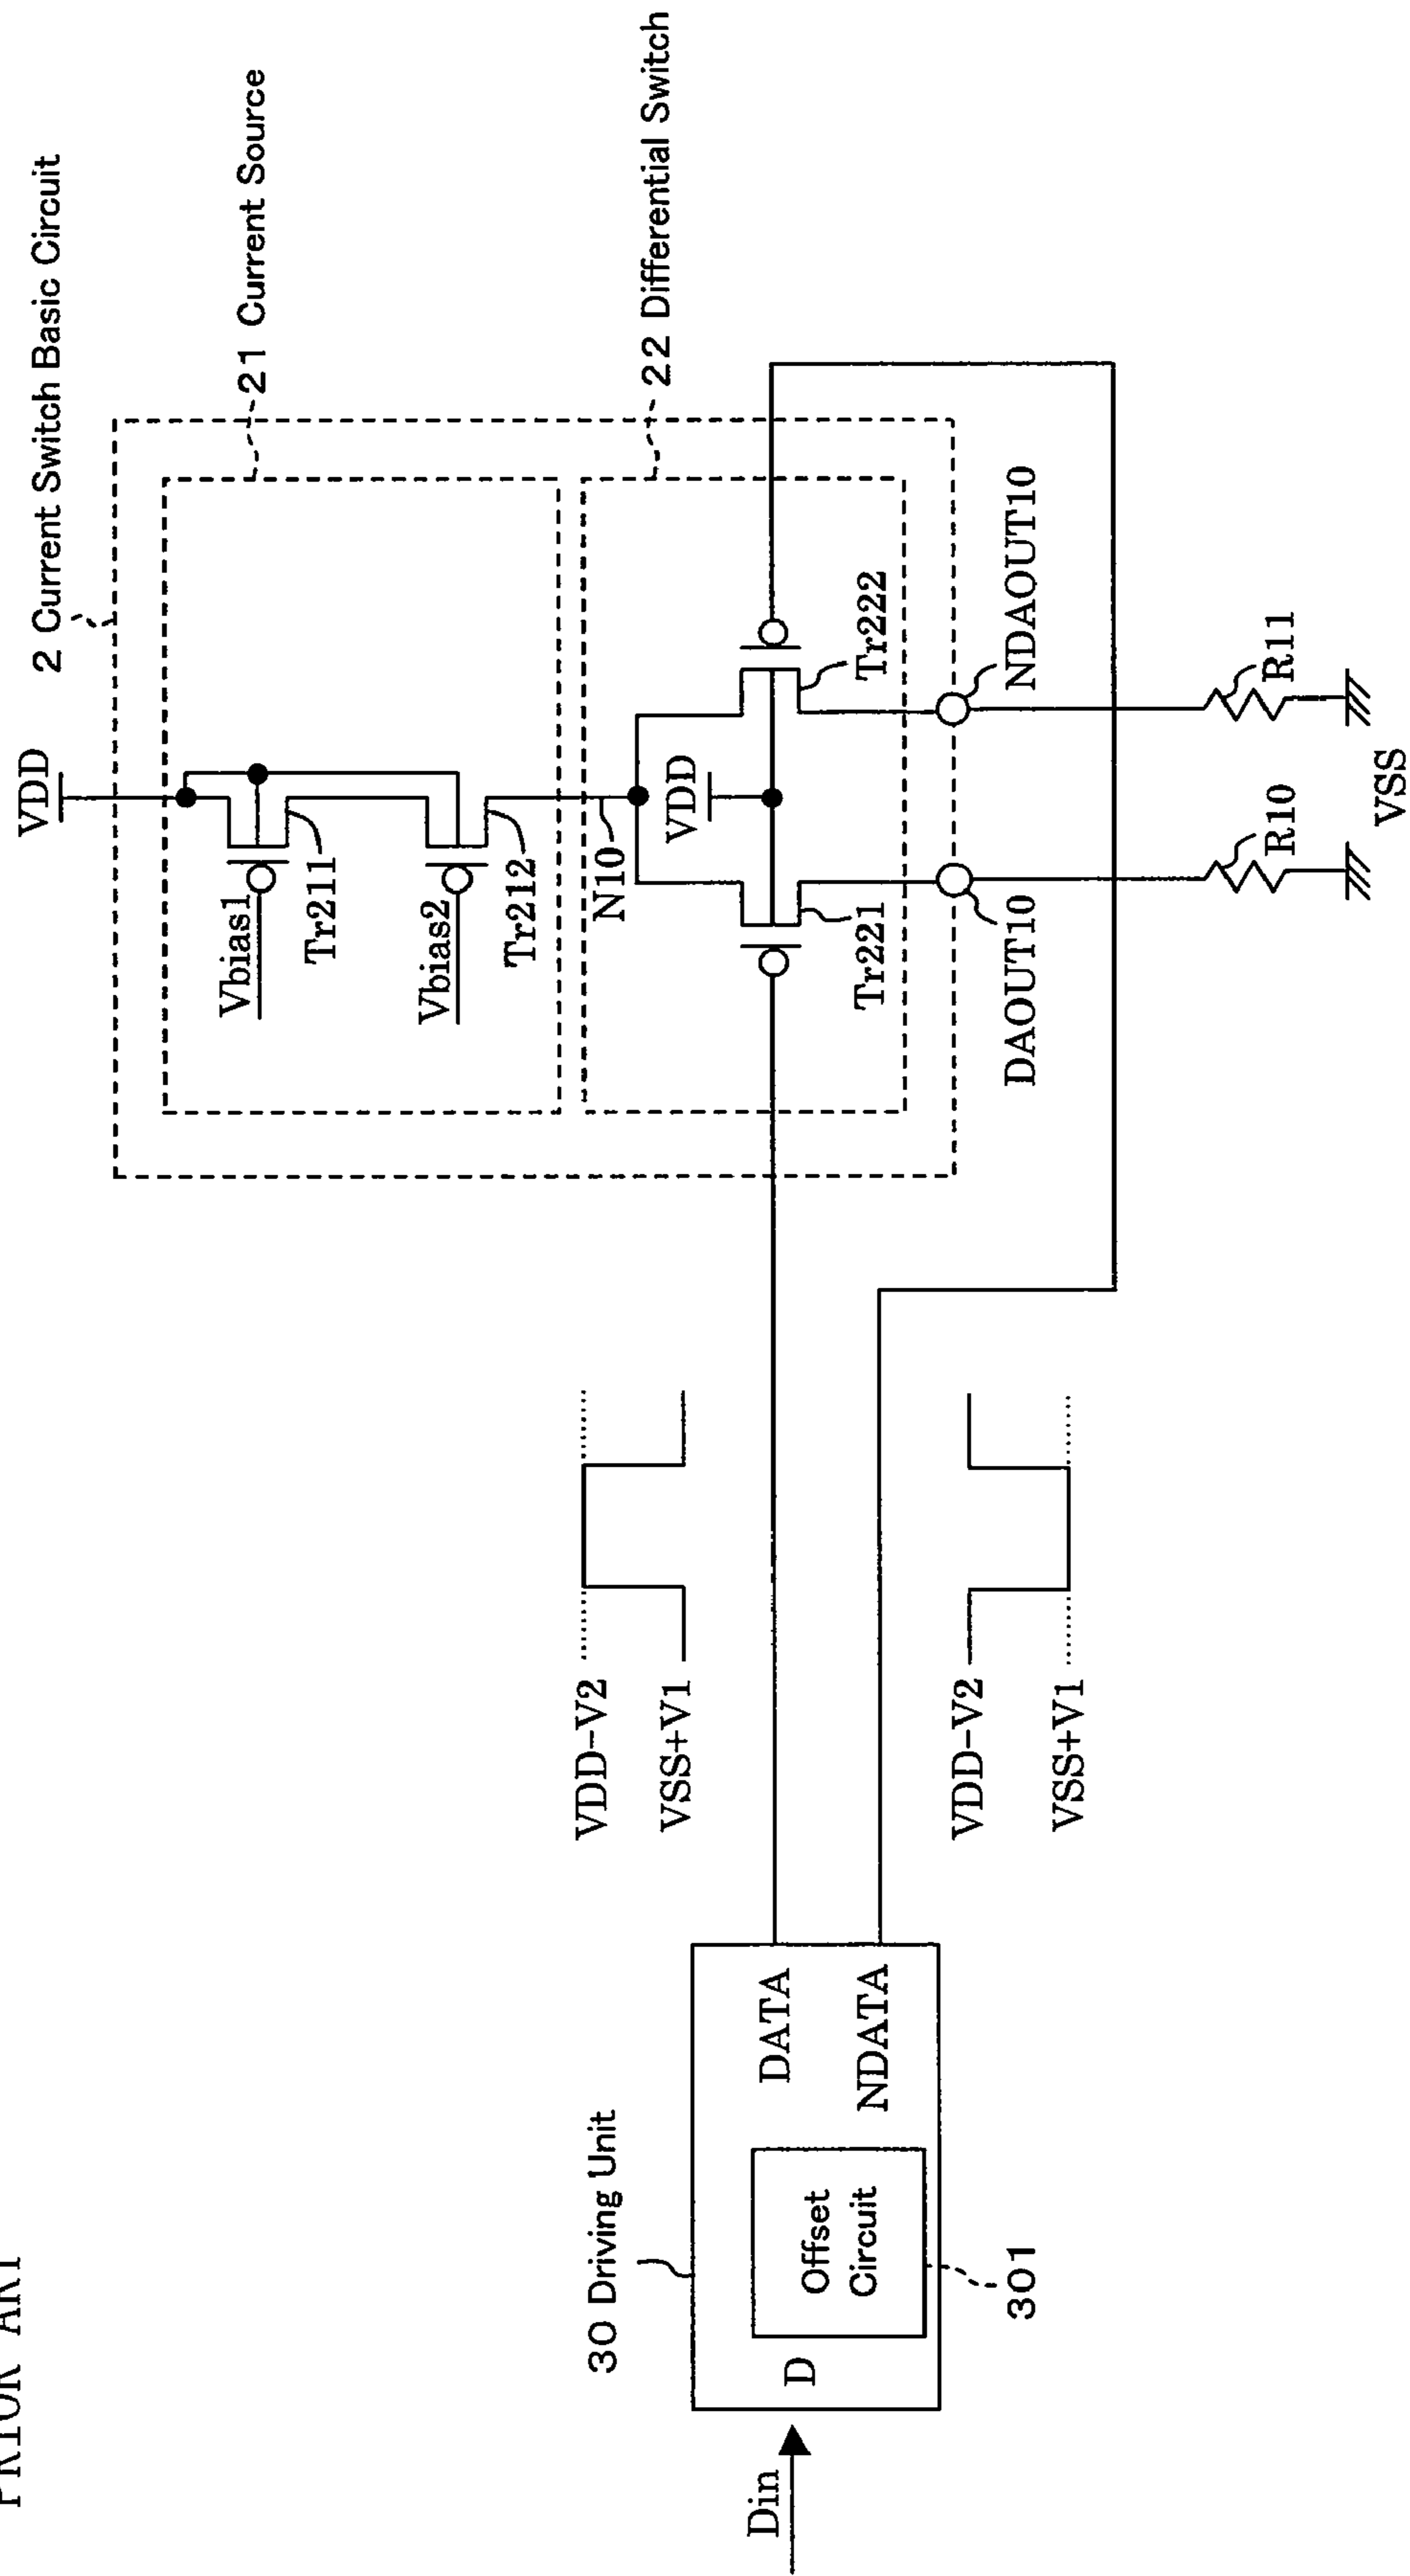 PRIOR ART
2 Current Switch Basic Circuit
VDD
21 Current Source
Vbias1
Tr211
Vbias2
Tr212
22 Differential Switch
N10
VDD
Tr221
Tr222
DAOUT10
NDAOUT10
R10
R11
VSS
VDD-V2
VSS+V1
VDD-V2
VSS+V1
30 Driving Unit
Din
D
Offset
Circuit
DATA
NDATA
301